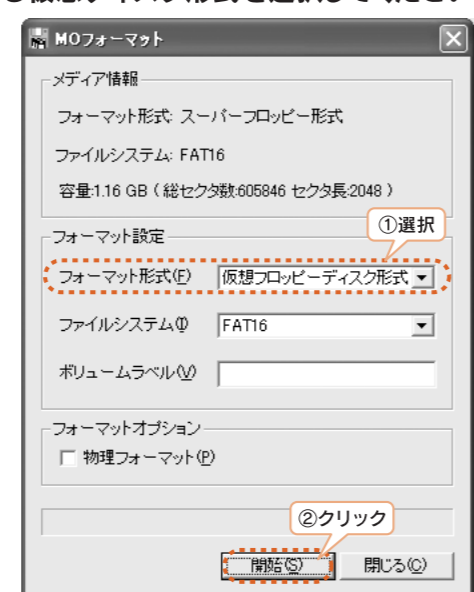 MOフォーマット
メディア情報
フォーマット形式: スーパーフロッピー形式
ファイルシステム: FAT16
容量:1.16 GB ( 総セクタ数:605846 セクタ長:2048 )
①選択
フォーマット設定
フォーマット形式(F) 仮想フロッピーディスク形式
ファイルシステム(I) FAT16
ボリュームラベル(V)
フォーマットオプション
物理フォーマット(P)
②クリック
開始(S) 閉じる(C)